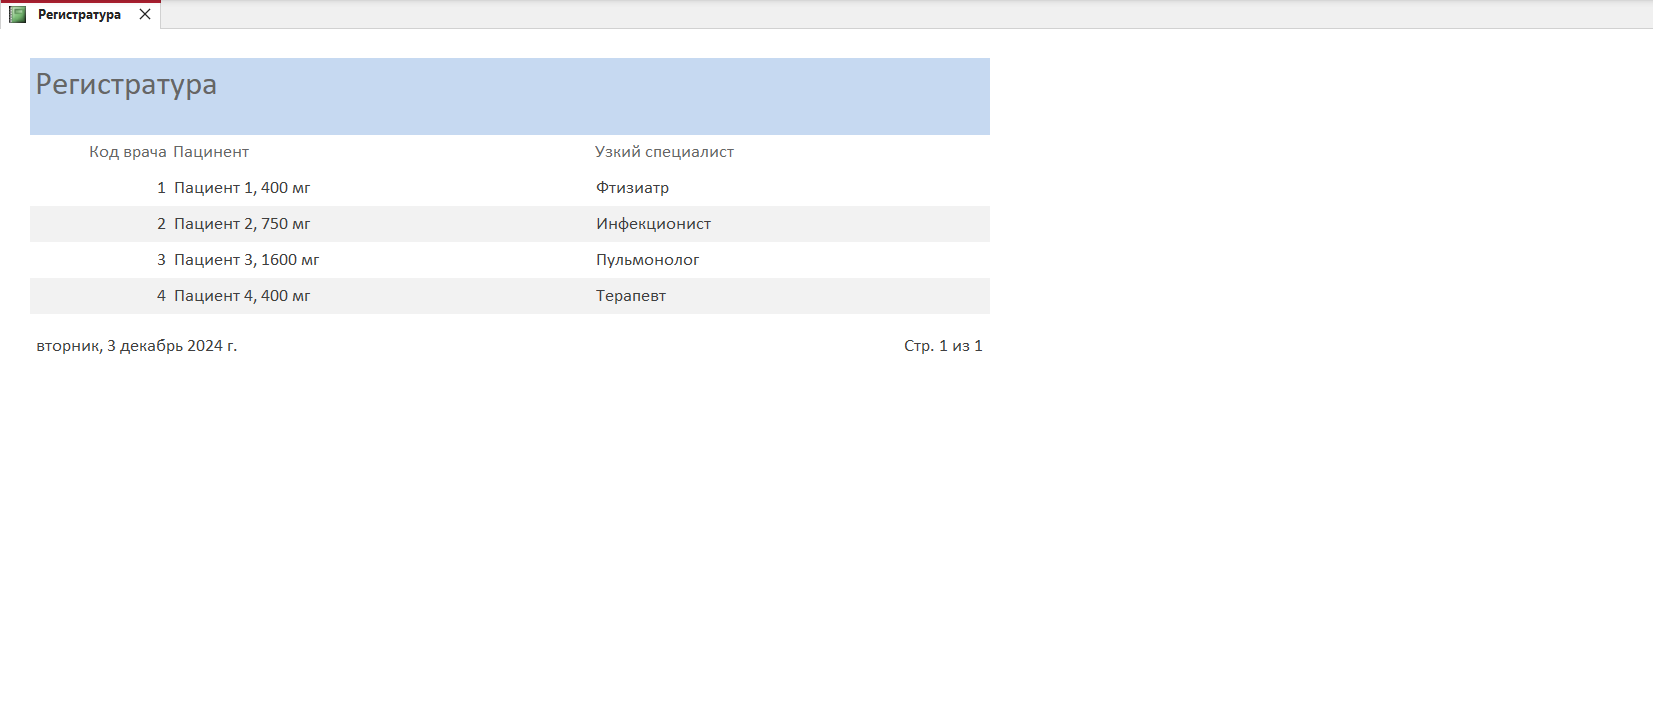 Регистратура
Регистратура
Код врача Пацинент Узкий специалист
1 Пациент 1, 400 мг Фтизиатр
2 Пациент 2, 750 мг Инфекционист
3 Пациент 3, 1600 мг Пульмонолог
4 Пациент 4, 400 мг Терапевт
вторник, 3 декабрь 2024 г. Стр. 1 из 1